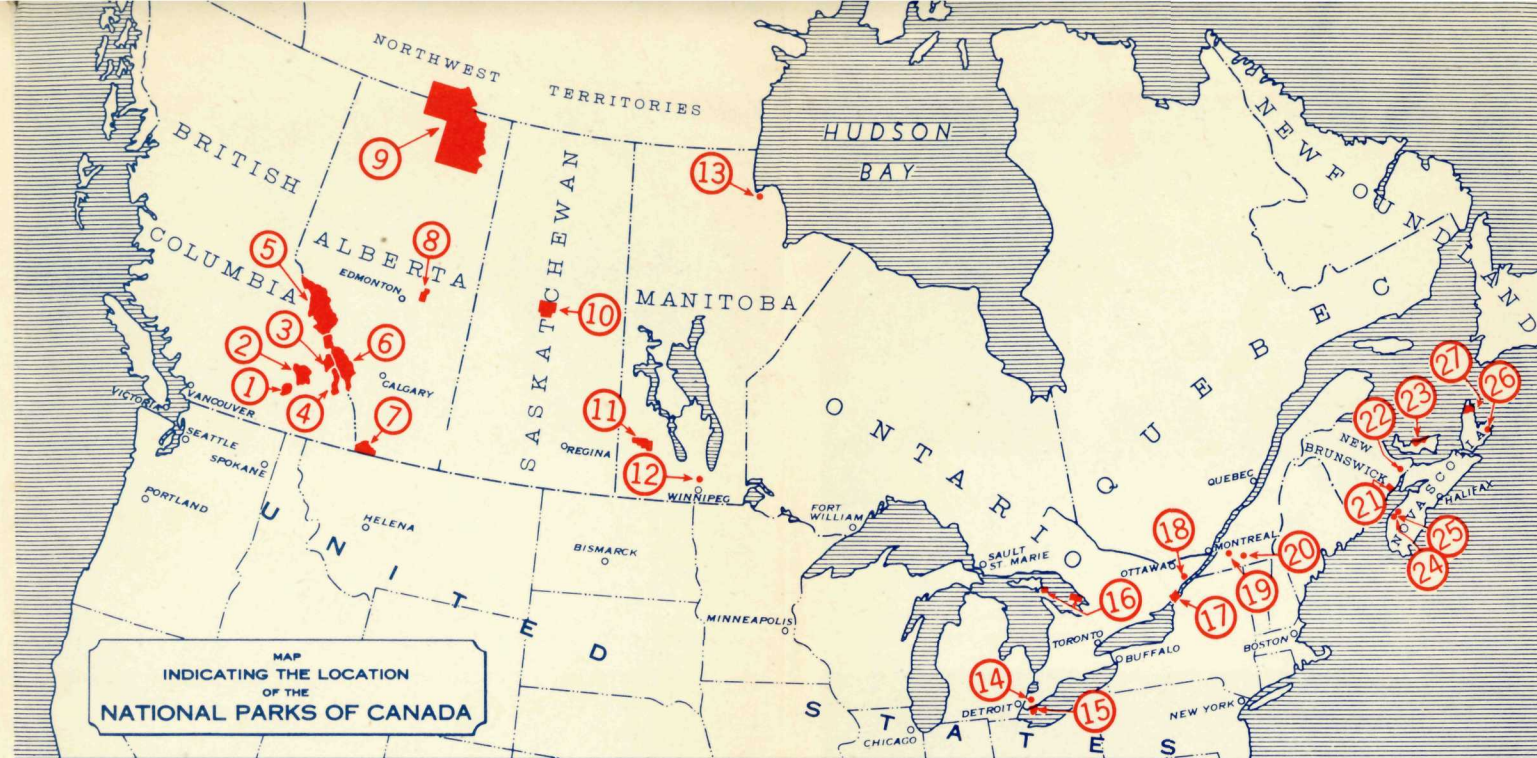 NORTHWEST TERRITORIES
HUDSON
BAY
NEWFOUNDLAND
BRITISH
COLUMBIA
ALBERTA
SASKATCHEWAN
MANITOBA
ONTARIO
QUEBEC
NEW
BRUNSWICK
NOVA SCOTIA
EDMONTON
CALGARY
VICTORIA
VANCOUVER
SEATTLE
SPOKANE
PORTLAND
HELENA
REGINA
WINNIPEG
BISMARCK
MINNEAPOLIS
FORT
WILLIAM
SAULT
ST. MARIE
OTTAWA
MONTREAL
QUEBEC
HALIFAX
TORONTO
BUFFALO
BOSTON
NEW YORK
DETROIT
CHICAGO
UNITED
STATES
1
2
3
4
5
6
7
8
9
10
11
12
13
14
15
16
17
18
19
20
21
22
23
24
25
26
27
MAP
INDICATING THE LOCATION
OF THE
NATIONAL PARKS OF CANADA